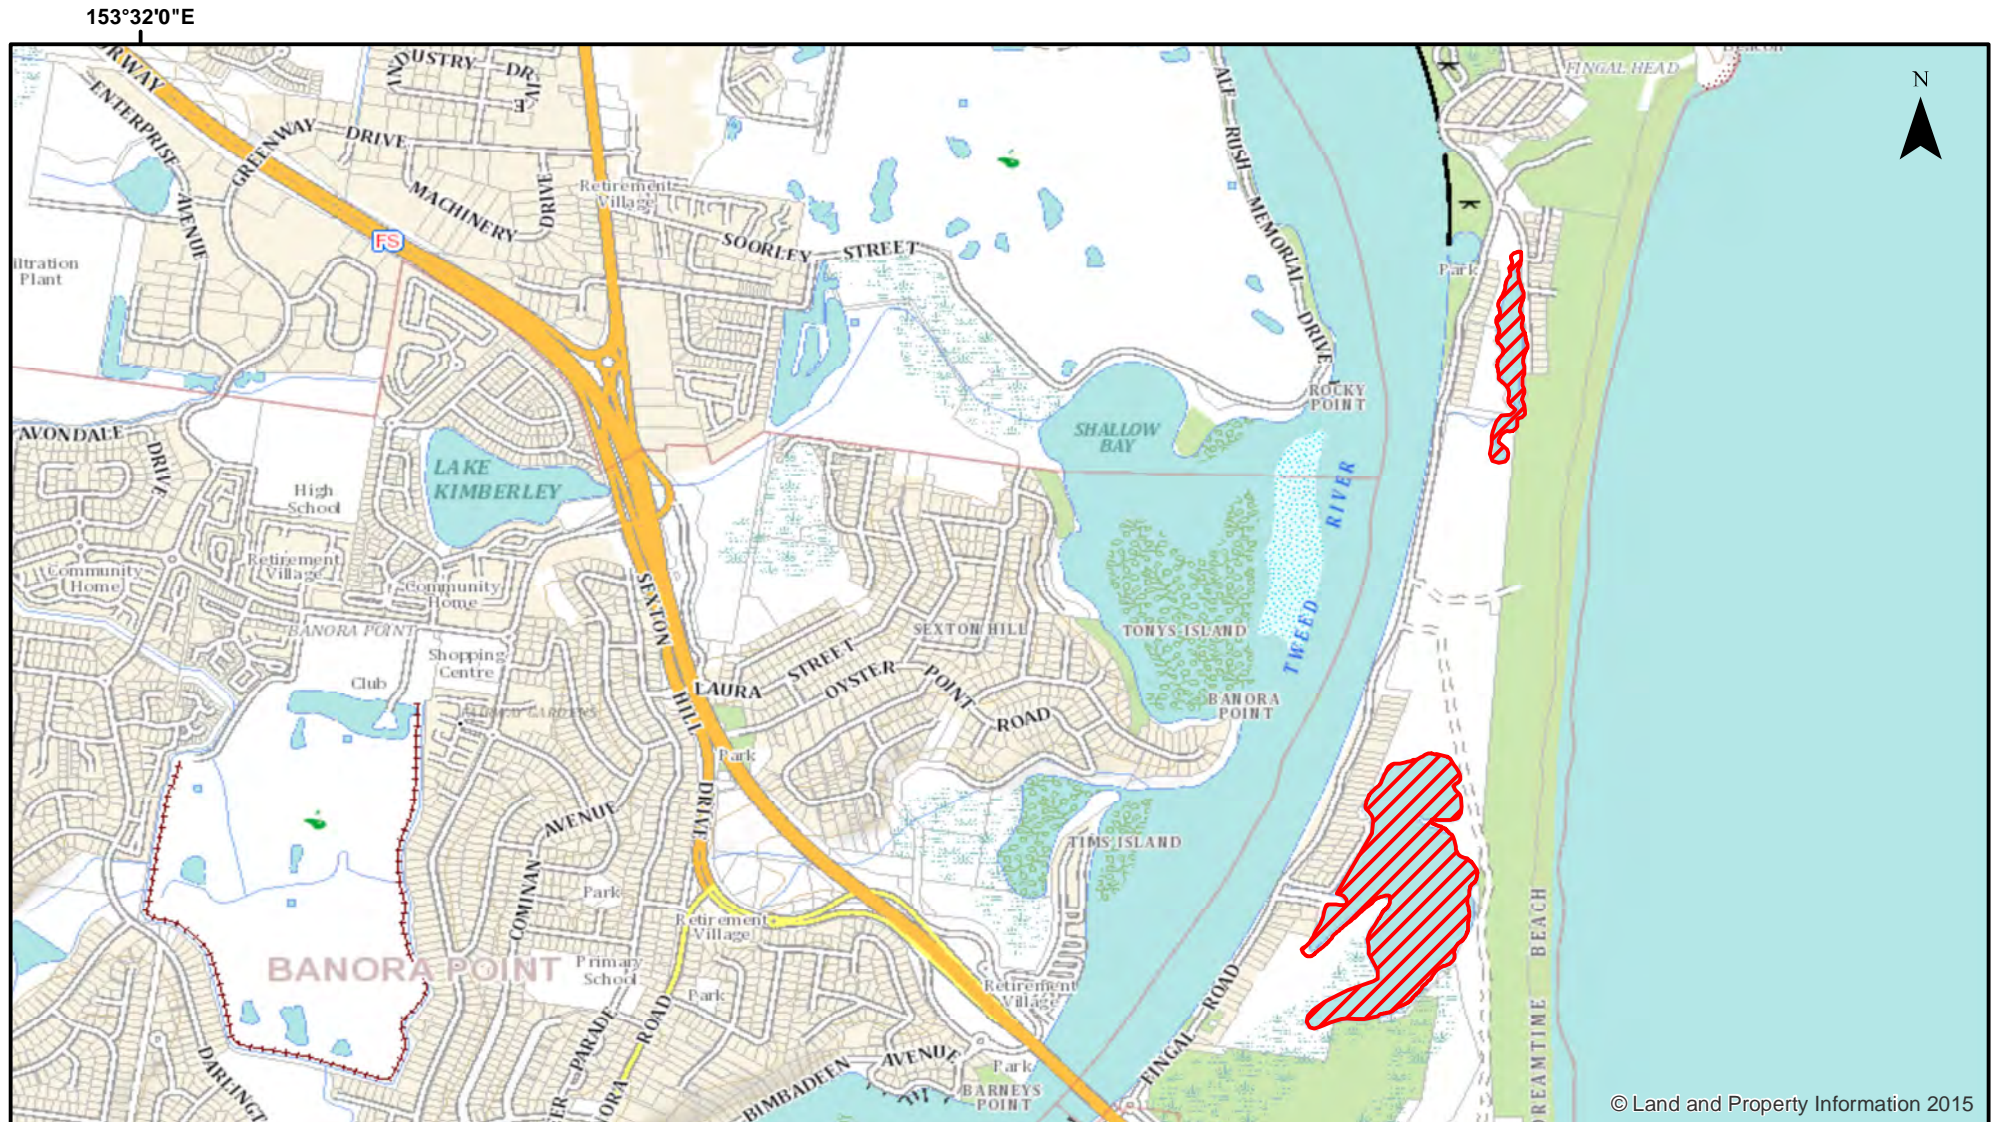 153°32'0"E
Beacon
FINGAL HEAD
N
INDUSTRY DRIVE
ENTERPRISE AVENUE
GREENWAY DRIVE
ALF RUSH MEMORIAL DRIVE
MACHINERY DRIVE
Retirement
Village
K
K
FS
SOORLEY STREET
Plant
Park
ROCKY
POINT
SHALLOW
BAY
AVONDALE DRIVE
LAKE
KIMBERLEY
High
School
TWEED RIVER
Retirement
Village
Community
Home
Community
Home
BANORA POINT
SEXTON HILL DRIVE
SEXTON HILL
TONYS ISLAND
Shopping
Centre
Club
LAURA STREET
OYSTER POINT ROAD
BANORA
POINT
Park
AVENUE
COMINAN
TIMS ISLAND
Park
Retirement
Village
DREAMTIME BEACH
BANORA POINT
Primary
School
Park
Retirement
Village
FINGAL ROAD
ROAD
PARADE
DARLINGT
BIMBADEEN AVENUE
Park
BARNEYS
POINT
© Land and Property Information 2015